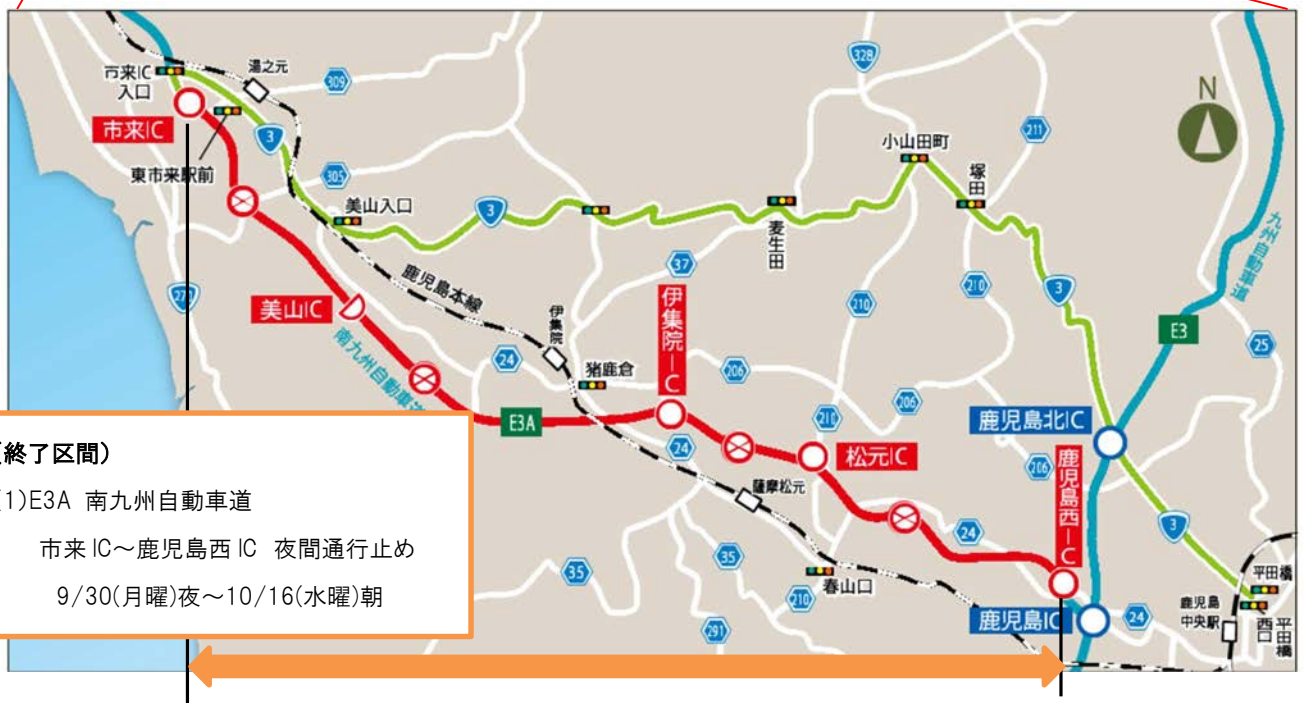 市来IC
入口
湯之元
309
328
N
市来IC
3
211
小山田町
東市来駅前
305
塚田
美山入口
3
麦生田
九州自動車道
37
210
210
3
鹿児島本線
270
美山IC
伊集院
伊集院IC
E3
南九州自動車道
24
206
25
猪鹿倉
206
E3A
210
鹿児島北IC
24
松元IC
206
鹿児島西IC
薩摩松元
24
3
35
35
春山口
平田橋
210
鹿児島
中央駅
平田橋
西口
291
鹿児島IC
24
(終了区間)
(1)E3A 南九州自動車道
市来IC～鹿児島西IC 夜間通行止め
9/30(月曜)夜～10/16(水曜)朝